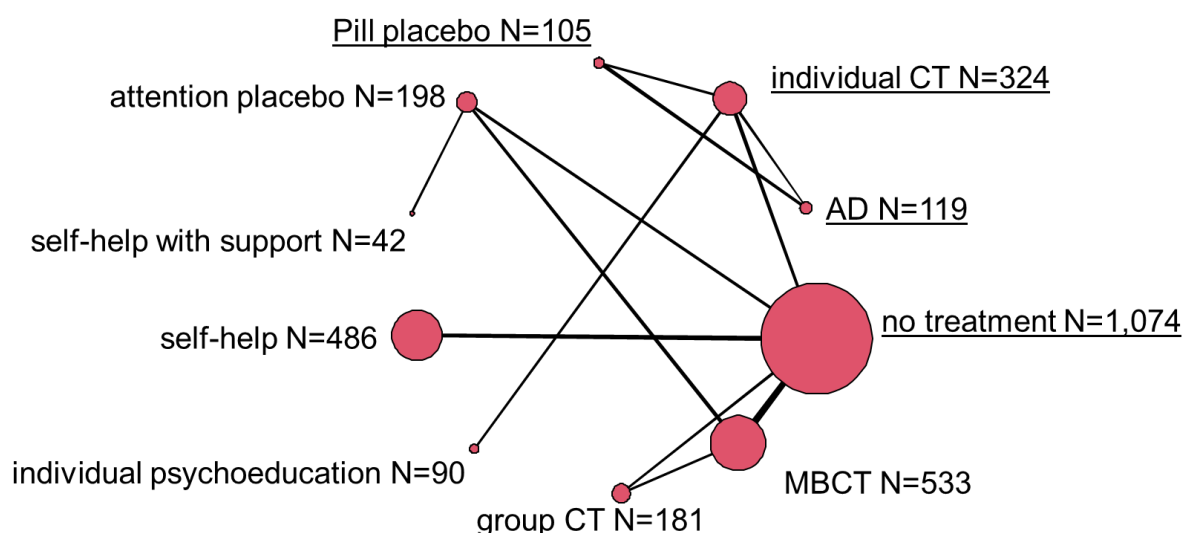 Pill placebo N=105
individual CT N=324
attention placebo N=198
AD N=119
self-help with support N=42
no treatment N=1,074
self-help N=486
individual psychoeducation N=90
MBCT N=533
group CT N=181